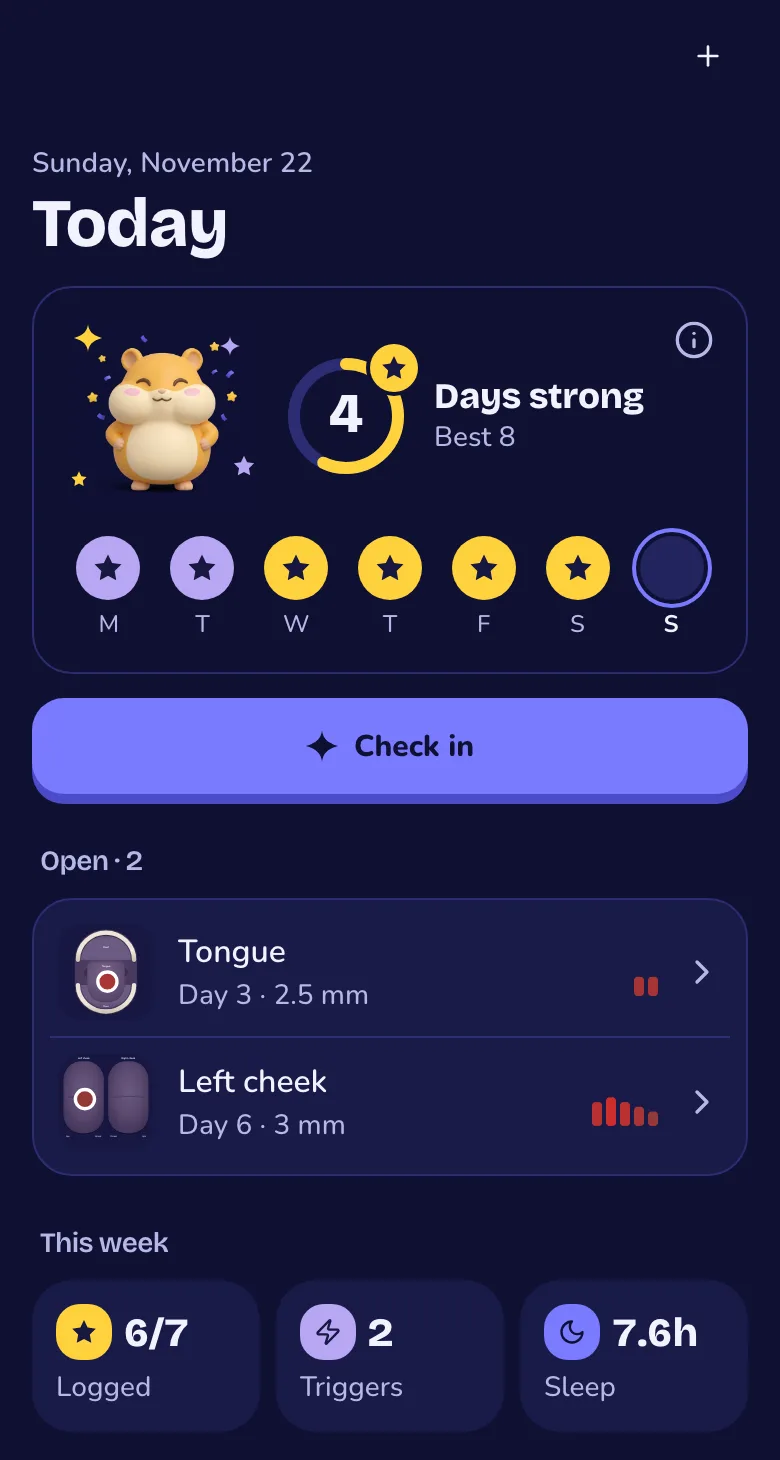 Sunday, November 22
Today
4
Days strong
Best 8
M T W T F S S
Check in
Open · 2
Tongue
Day 3 · 2.5 mm
Left cheek
Day 6 · 3 mm
This week
6/7
Logged
2
Triggers
7.6h
Sleep